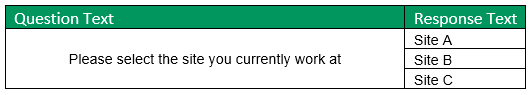 Question Text
Response Text
Please select the site you currently work at
Site A
Site B
Site C